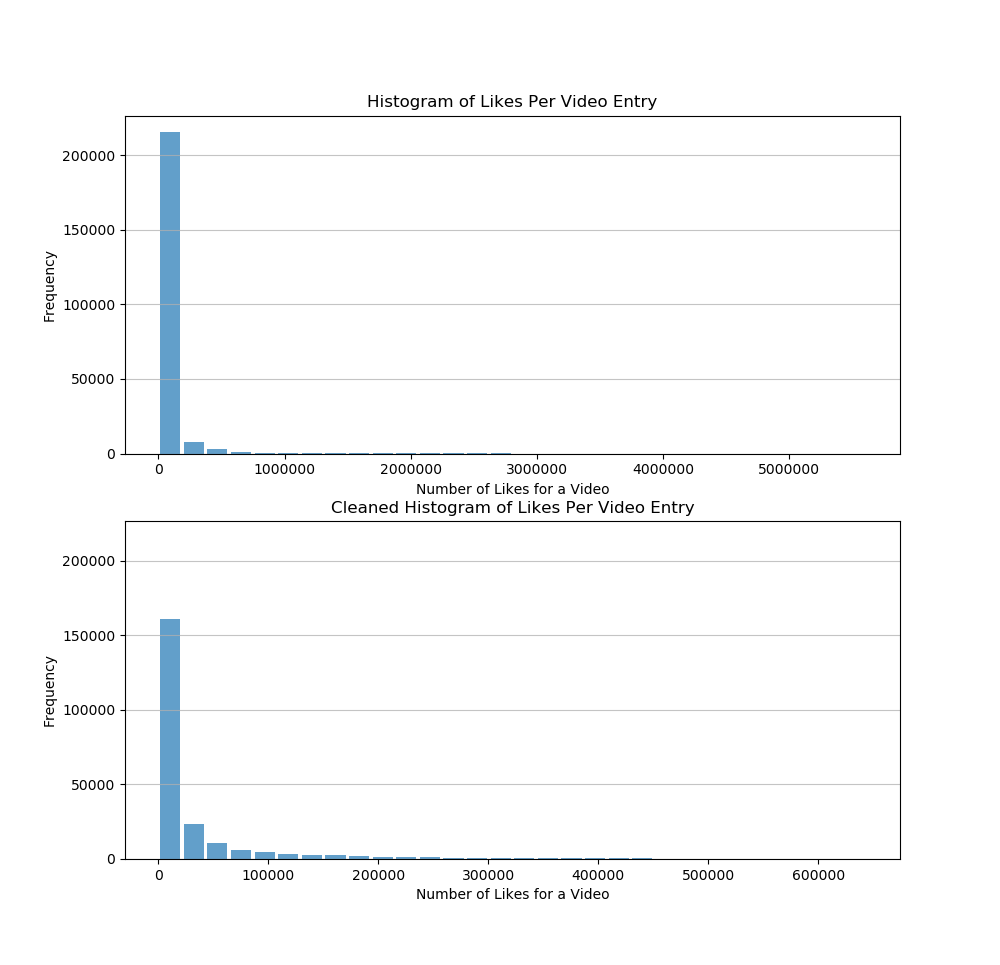 Histogram of Likes Per Video Entry
200000
150000
100000
50000
0
Frequency
0 1000000 2000000 3000000 4000000 5000000
Number of Likes for a Video
Cleaned Histogram of Likes Per Video Entry
200000
150000
100000
50000
0
Frequency
0 100000 200000 300000 400000 500000 600000
Number of Likes for a Video